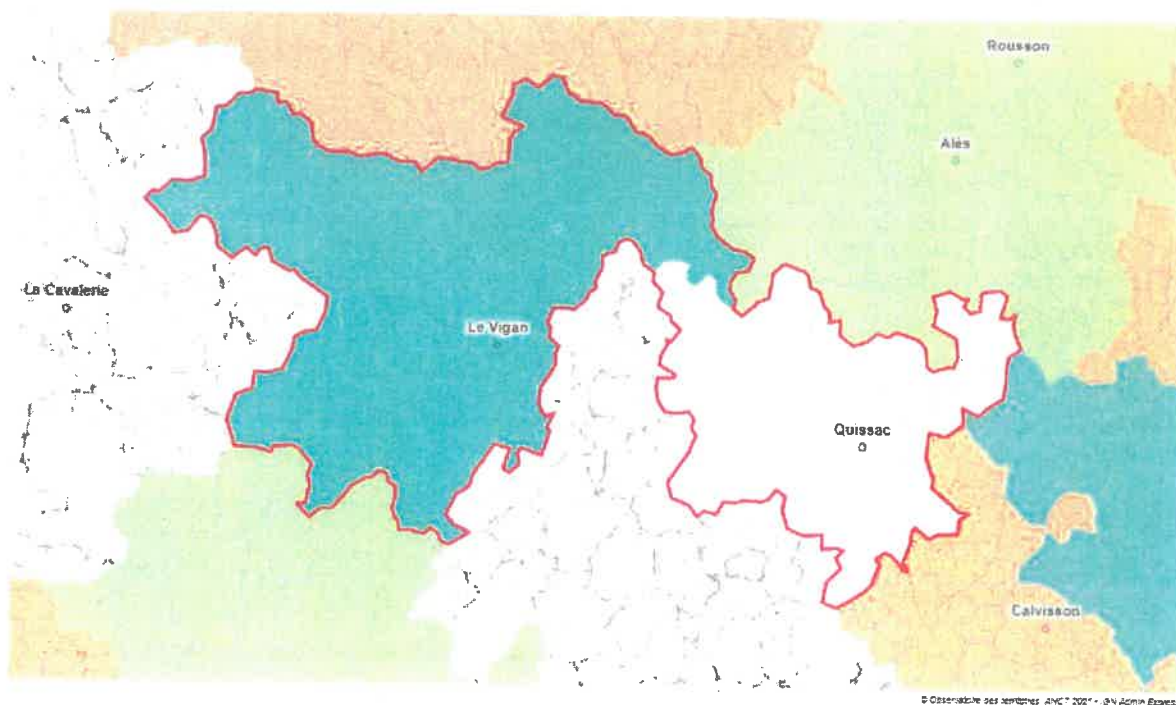 Rousson
Alès
La Cavalerie
Le Vigan
Quissac
Calvisson
© Observatoire des territoires, ANCT 2021 - IGN Admin Express